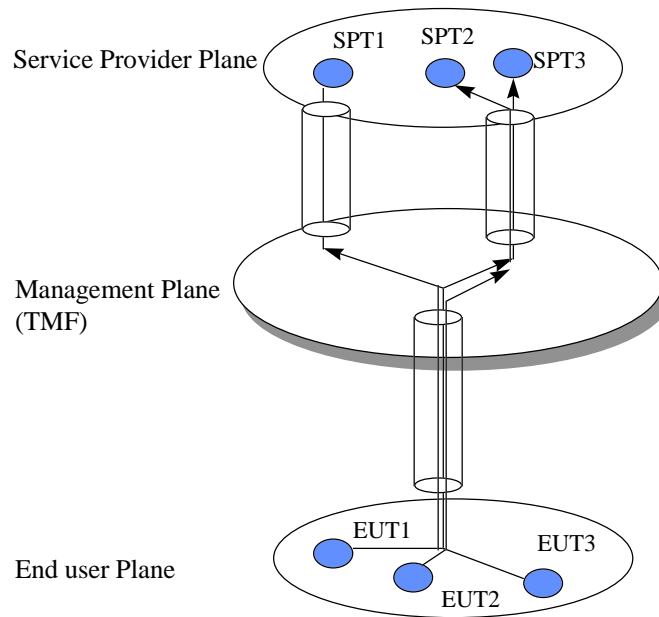 SPT1
SPT2
Service Provider Plane
SPT3
Management Plane
(TMF)
EUT1
EUT3
End user Plane
EUT2